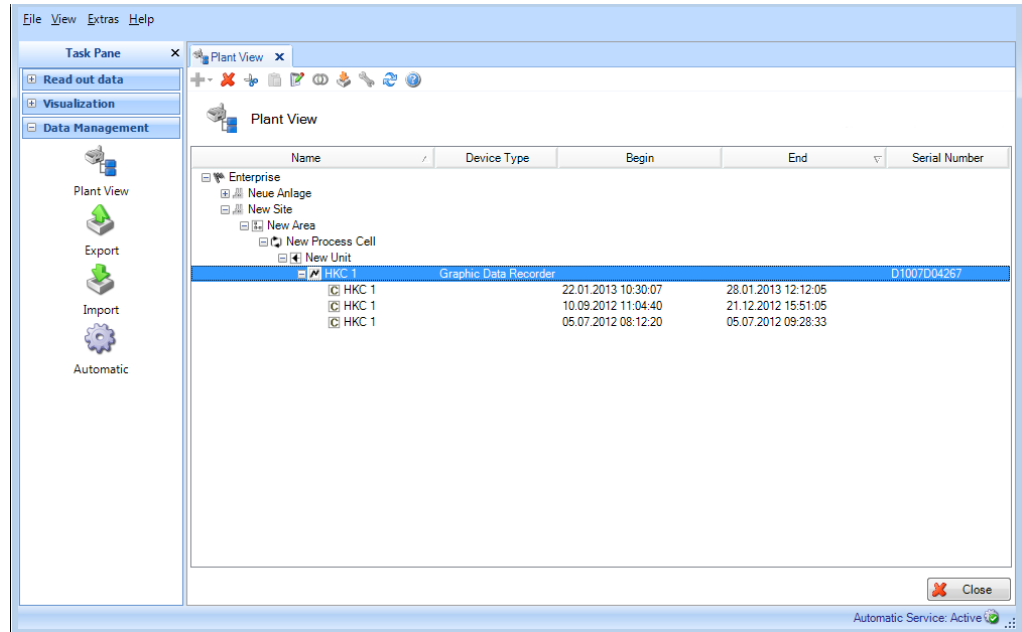 File View Extras Help
Task Pane
Plant View
Read out data
Visualization
Data Management
Plant View
Export
Import
Automatic
Plant View
Name Device Type Begin End Serial Number
Enterprise
Neue Anlage
New Site
New Area
New Process Cell
New Unit
HKC 1 Graphic Data Recorder D1007D04267
C HKC 1 22.01.2013 10:30:07 28.01.2013 12:12:05
C HKC 1 10.09.2012 11:04:40 21.12.2012 15:51:05
C HKC 1 05.07.2012 08:12:20 05.07.2012 09:28:33
Close
Automatic Service: Active